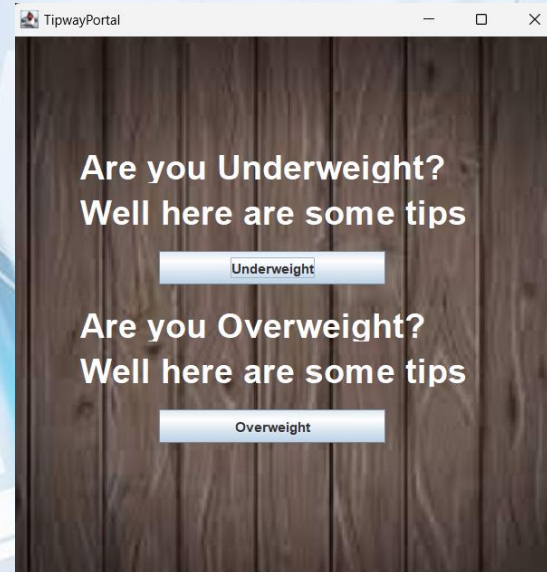 TipwayPortal
Are you Underweight?
Well here are some tips
Underweight
Are you Overweight?
Well here are some tips
Overweight